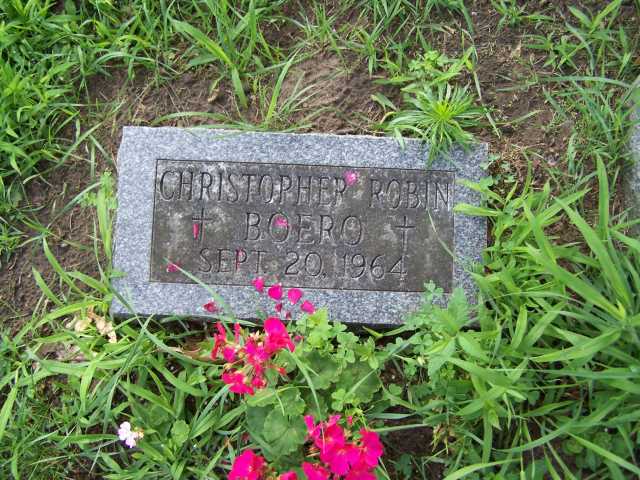 CHRISTOPHER ROBIN
† BOERO †
SEPT. 20, 1964